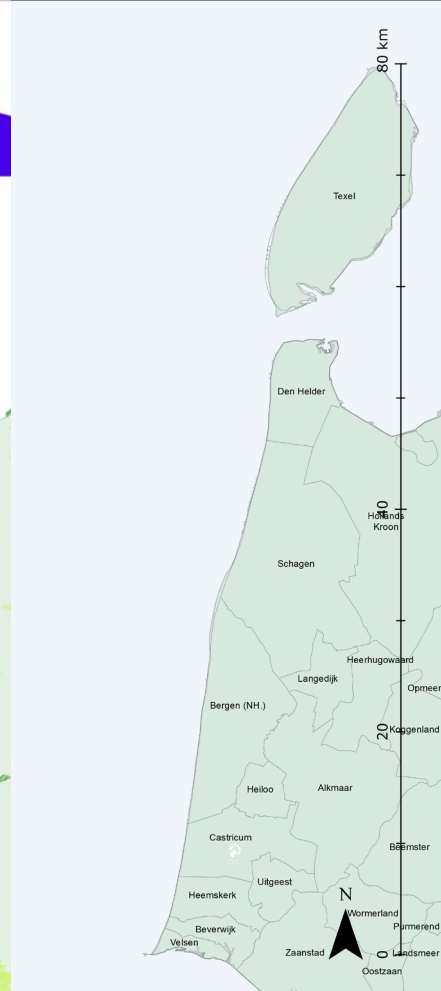 80 km
Texel
Den Helder
40
Hollands
Kroon
Schagen
Heerhugowaard
Langedijk
Opmeer
Bergen (NH.)
20
Koggenland
Heiloo
Alkmaar
Castricum
Beemster
Uitgeest
Heemskerk
N
Wormerland
Purmerend
Beverwijk
Velsen
Zaanstad
0
Landsmeer
Oostzaan